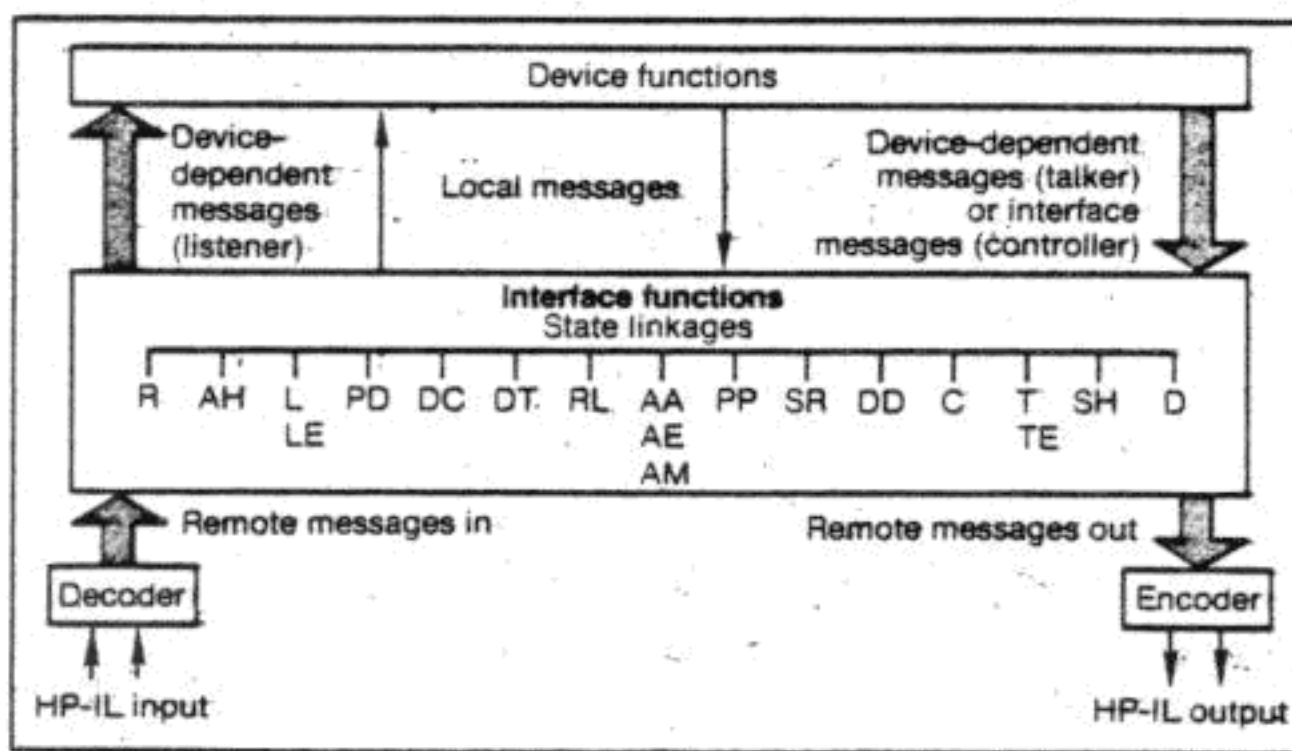 Device functions
Device-
dependent
messages
(listener)
Local messages
Device-dependent
messages (talker)
or interface
messages (controller)
Interface functions
State linkages
R AH L PD DC DT RL AA PP SR DD C T SH D
LE AE TE
AM
Remote messages in
Remote messages out
Decoder
Encoder
HP-IL input
HP-IL output